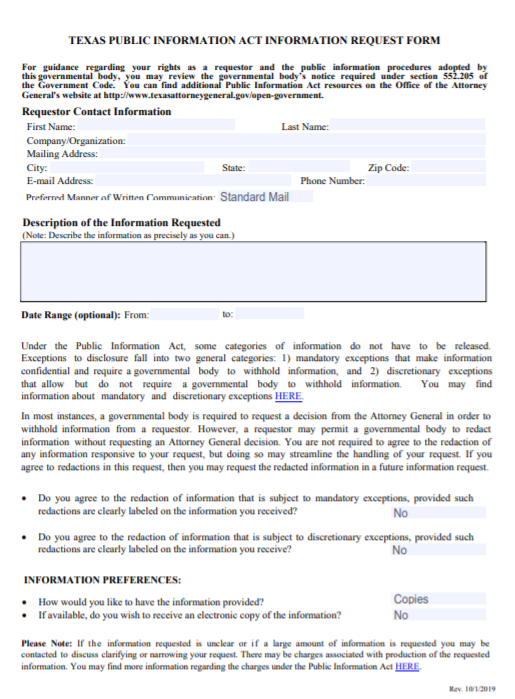 TEXAS PUBLIC INFORMATION ACT INFORMATION REQUEST FORM
For guidance regarding your rights as a requestor and the public information procedures adopted by
this governmental body, you may review the governmental body's notice required under section 552.205 of
the Government Code. You can find additional Public Information Act resources on the Office of the Attorney
General's website at http://www.texasattorneygeneral.gov/open-government.
Requestor Contact Information
First Name: Last Name:
Company/Organization:
Mailing Address:
City: State: Zip Code:
E-mail Address: Phone Number:
Preferred Manner of Written Communication: Standard Mail
Description of the Information Requested
(Note: Describe the information as precisely as you can.)
Date Range (optional): From: to:
Under the Public Information Act, some categories of information do not have to be released.
Exceptions to disclosure fall into two general categories: 1) mandatory exceptions that make information
confidential and require a governmental body to withhold information, and 2) discretionary exceptions
that allow but do not require a governmental body to withhold information. You may find
information about mandatory and discretionary exceptions HERE.
In most instances, a governmental body is required to request a decision from the Attorney General in order to
withhold information from a requestor. However, a requestor may permit a governmental body to redact
information without requesting an Attorney General decision. You are not required to agree to the redaction of
any information responsive to your request, but doing so may streamline the handling of your request. If you
agree to redactions in this request, then you may request the redacted information in a future information request.
• Do you agree to the redaction of information that is subject to mandatory exceptions, provided such
redactions are clearly labeled on the information you received? No
• Do you agree to the redaction of information that is subject to discretionary exceptions, provided such
redactions are clearly labeled on the information you receive? No
INFORMATION PREFERENCES:
• How would you like to have the information provided? Copies
• If available, do you wish to receive an electronic copy of the information? No
Please Note: If the information requested is unclear or if a large amount of information is requested you may be
contacted to discuss clarifying or narrowing your request. There may be charges associated with production of the requested
information. You may find more information regarding the charges under the Public Information Act HERE.
Rev. 10/1/2019